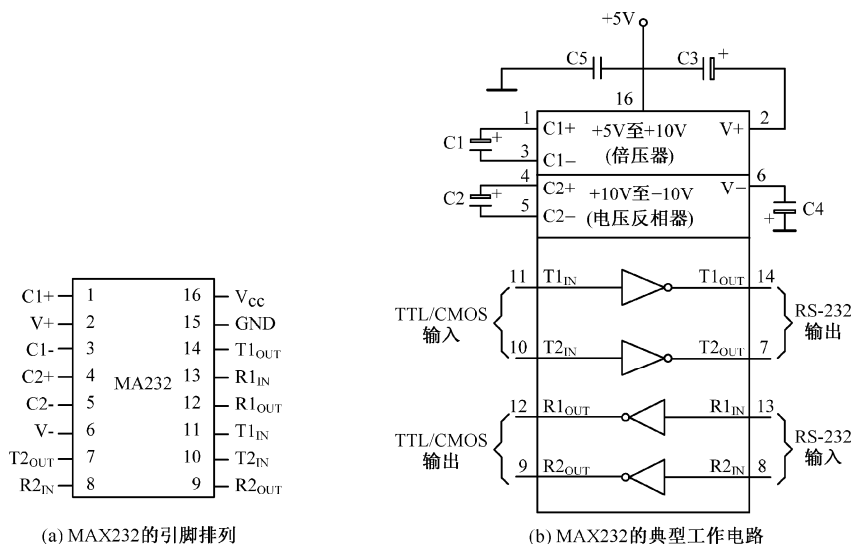 C1+ 1 16 VCC
V+ 2 15 GND
C1- 3 14 T1OUT
C2+ 4 13 R1IN
MA232
C2- 5 12 R1OUT
V- 6 11 T1IN
T2OUT 7 10 T2IN
R2IN 8 9 R2OUT
(a) MAX232的引脚排列
+5V
C5 C3 +
16
1 C1+ +5V至+10V V+ 2
C1 + (倍压器)
3 C1−
4 C2+ +10V至−10V V− 6
C2 + (电压反相器) + C4
5 C2−
11 T1IN T1OUT 14
TTL/CMOS RS-232
输入 输出
10 T2IN T2OUT 7
12 R1OUT R1IN 13
TTL/CMOS RS-232
输出 输入
9 R2OUT R2IN 8
(b) MAX232的典型工作电路